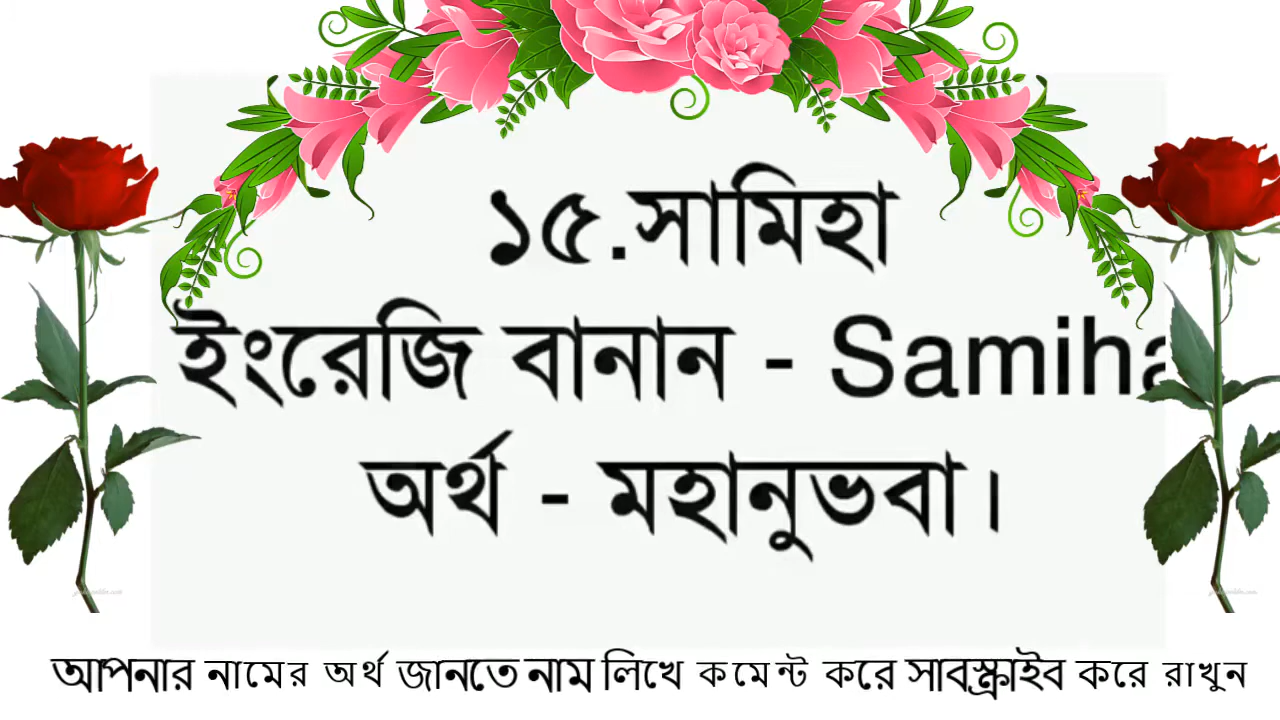 ১৫.সামিহা
ইংরেজি বানান - Samiha
অর্থ - মহানুভবা।
আপনার নামের অর্থ জানতে নাম লিখে কমেন্ট করে সাবস্ক্রাইব করে রাখুন